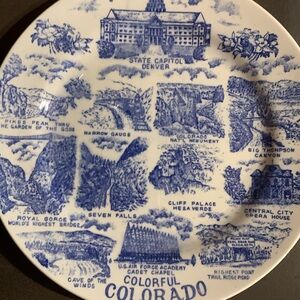 STATE CAPITOL
DENVER
PIKES PEAK THRU
THE GARDEN OF THE GODS
NARROW GAUGE
COLORADO
NAT'L MONUMENT
BIG THOMPSON
CANYON
ROYAL GORGE
WORLD'S HIGHEST BRIDGE
SEVEN FALLS
CLIFF PALACE
MESA VERDE
CENTRAL CITY
OPERA HOUSE
CAVE OF THE
WINDS
U.S. AIR FORCE ACADEMY
CADET CHAPEL
HIGHEST POINT
TRAIL RIDGE ROAD
COLORFUL
COLORADO